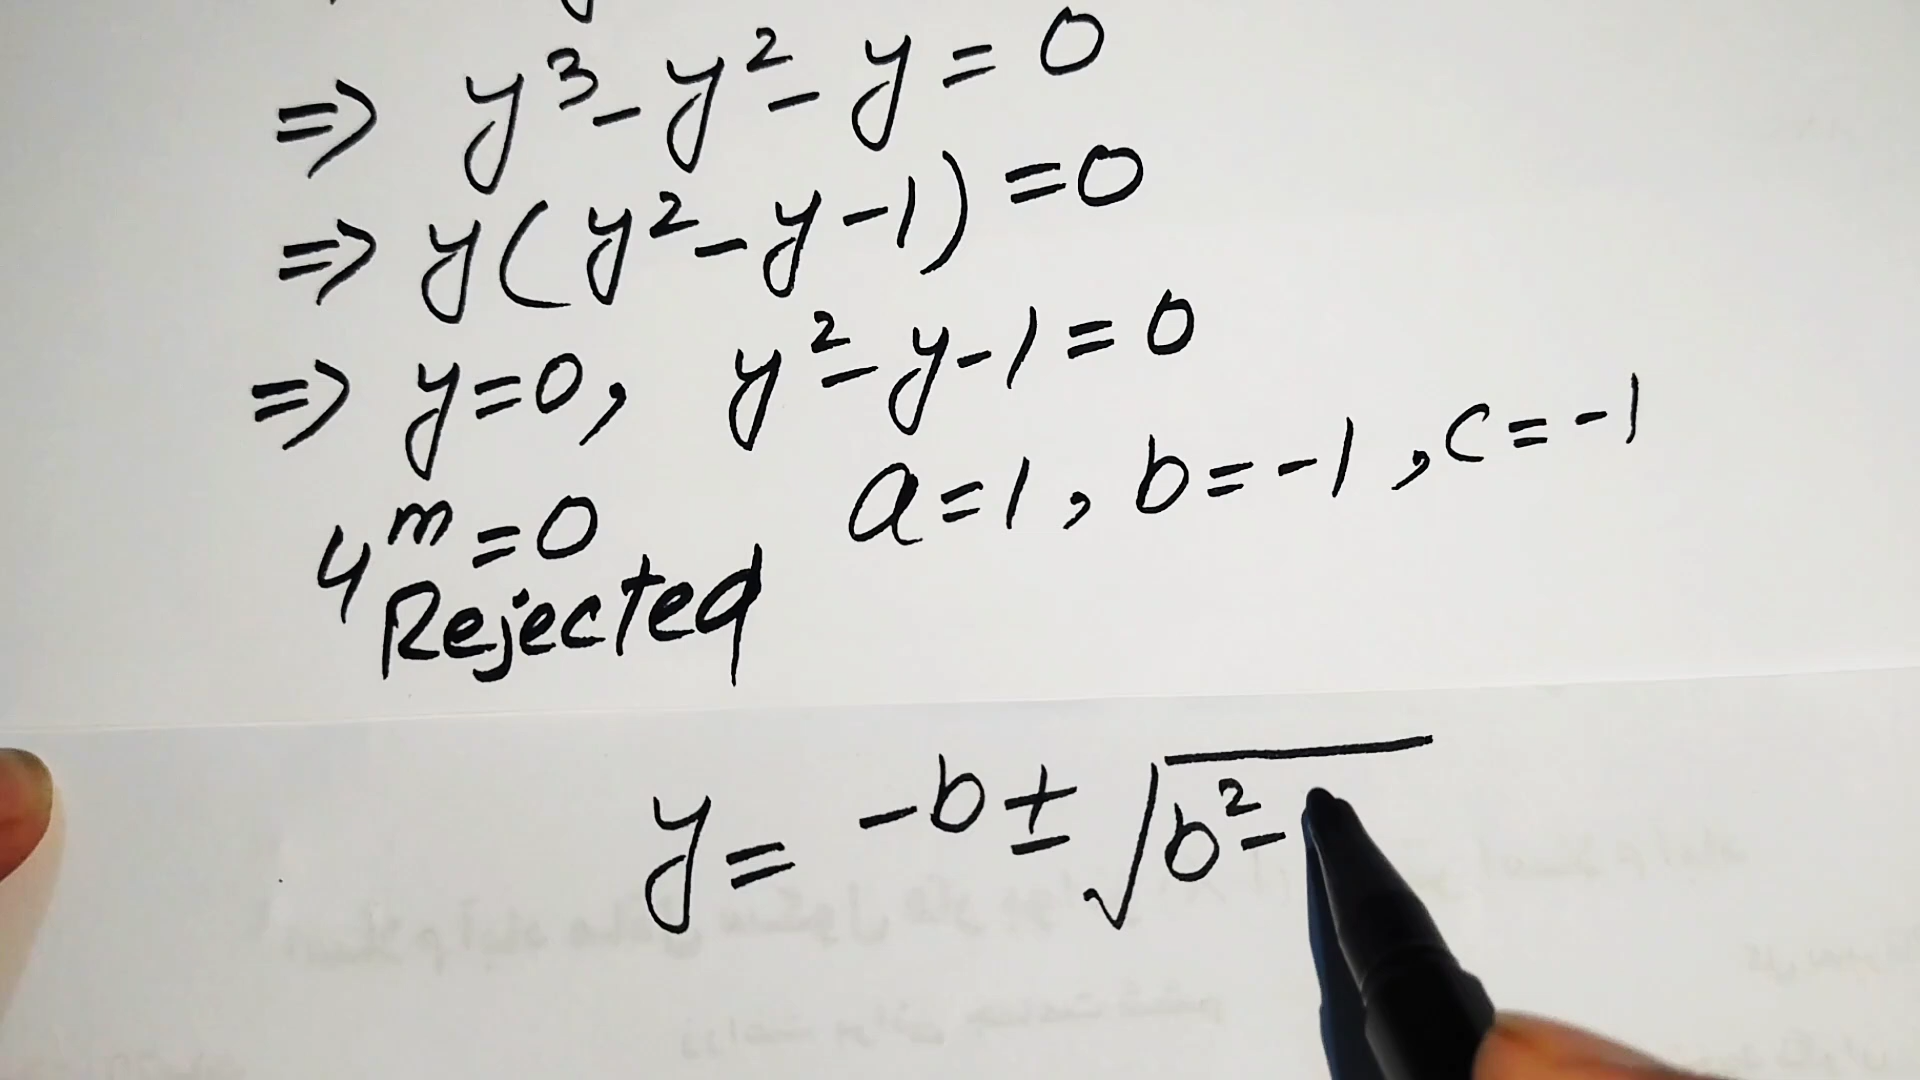 ⇒ y³ - y² - y = 0
⇒ y(y² - y - 1) = 0
⇒ y=0, y² - y - 1 = 0
4ᵐ = 0 a=1, b=-1, c=-1
Rejected
y = -b ± √b² -